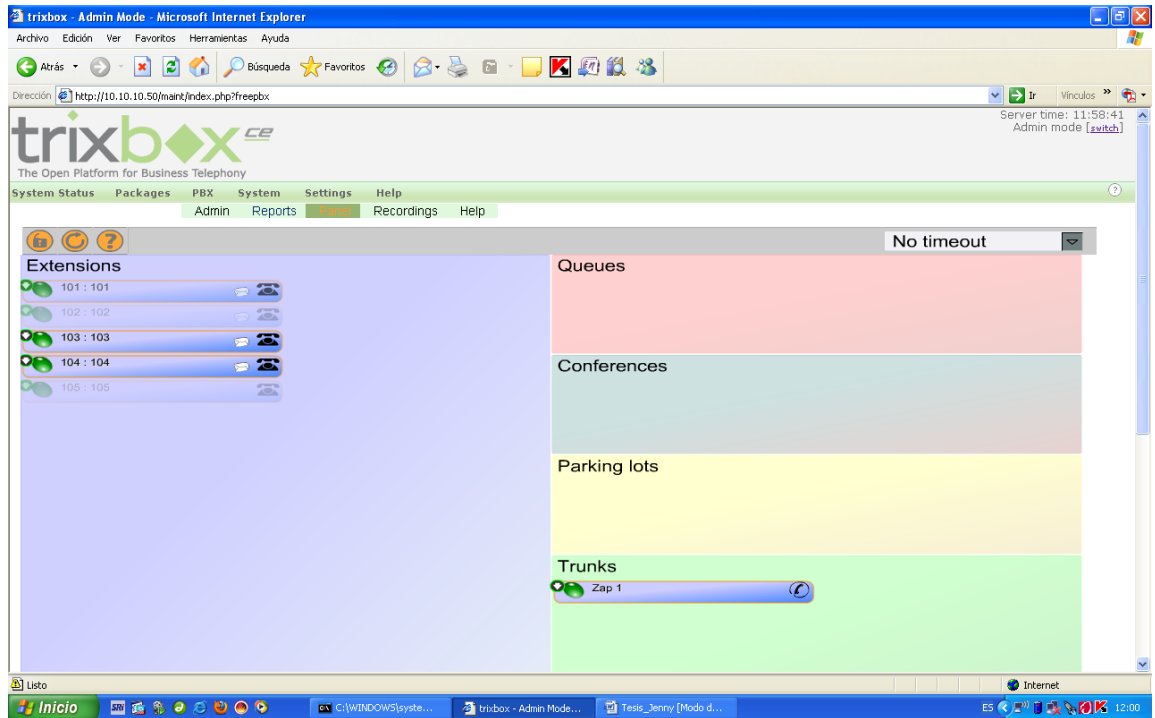 trixbox - Admin Mode - Microsoft Internet Explorer
Archivo Edición Ver Favoritos Herramientas Ayuda
Atrás Búsqueda Favoritos
Dirección http://10.10.10.50/maint/index.php?freepbx Ir Vínculos »
trixbox ce
The Open Platform for Business Telephony
Server time: 11:58:41
Admin mode [switch]
System Status Packages PBX System Settings Help
Admin Reports Panel Recordings Help
No timeout
Extensions
101 : 101
102 : 102
103 : 103
104 : 104
105 : 105
Queues
Conferences
Parking lots
Trunks
Zap 1
Listo Internet
Inicio C:\WINDOWS\syste... trixbox - Admin Mode... Tesis_Jenny [Modo d... ES 12:00